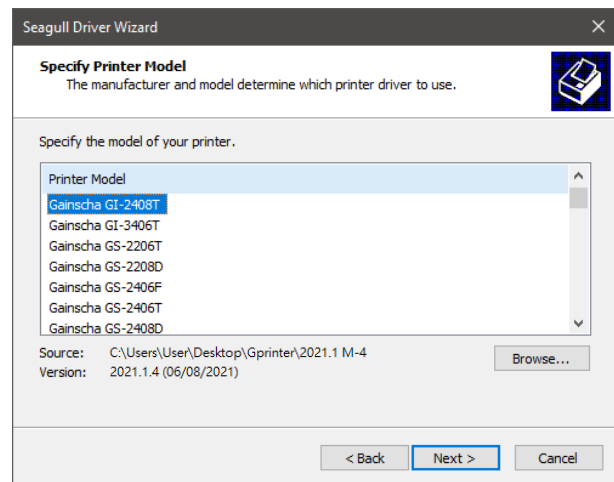 Seagull Driver Wizard
Specify Printer Model
The manufacturer and model determine which printer driver to use.
Specify the model of your printer.
Printer Model
Gainscha GI-2408T
Gainscha GI-3406T
Gainscha GS-2206T
Gainscha GS-2208D
Gainscha GS-2406F
Gainscha GS-2406T
Gainscha GS-2408D
Source: C:\Users\User\Desktop\Gprinter\2021.1 M-4
Browse...
Version: 2021.1.4 (06/08/2021)
< Back Next > Cancel